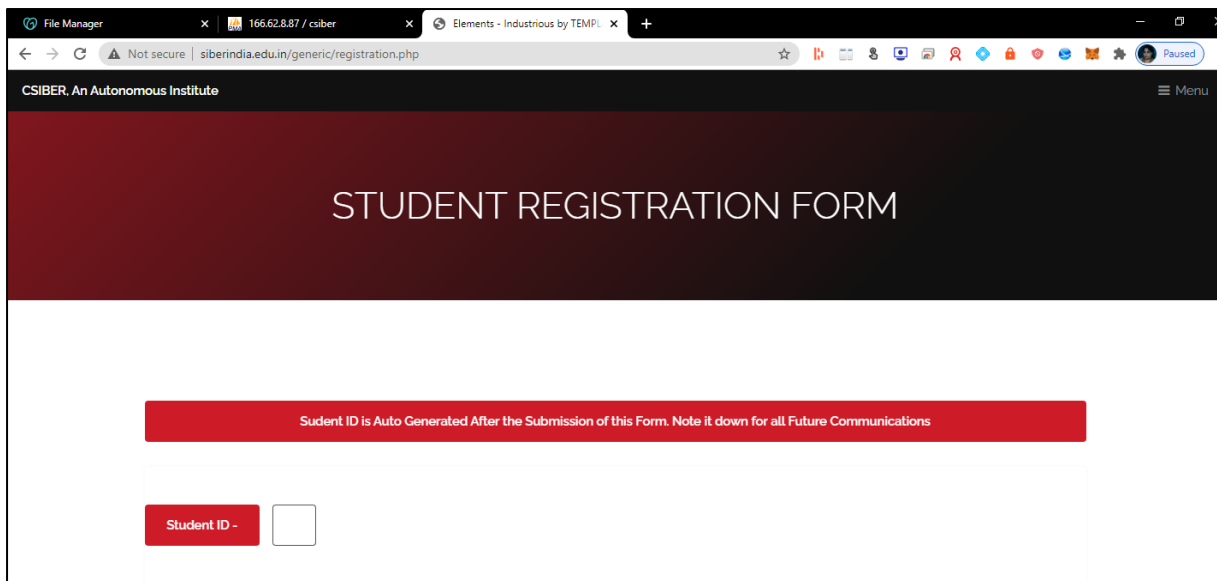 File Manager
166.62.8.87 / csiber
Elements - Industrious by TEMPL
Not secure siberindia.edu.in/generic/registration.php
Paused
CSIBER, An Autonomous Institute
Menu
STUDENT REGISTRATION FORM
Sudent ID is Auto Generated After the Submission of this Form. Note it down for all Future Communications
Student ID -